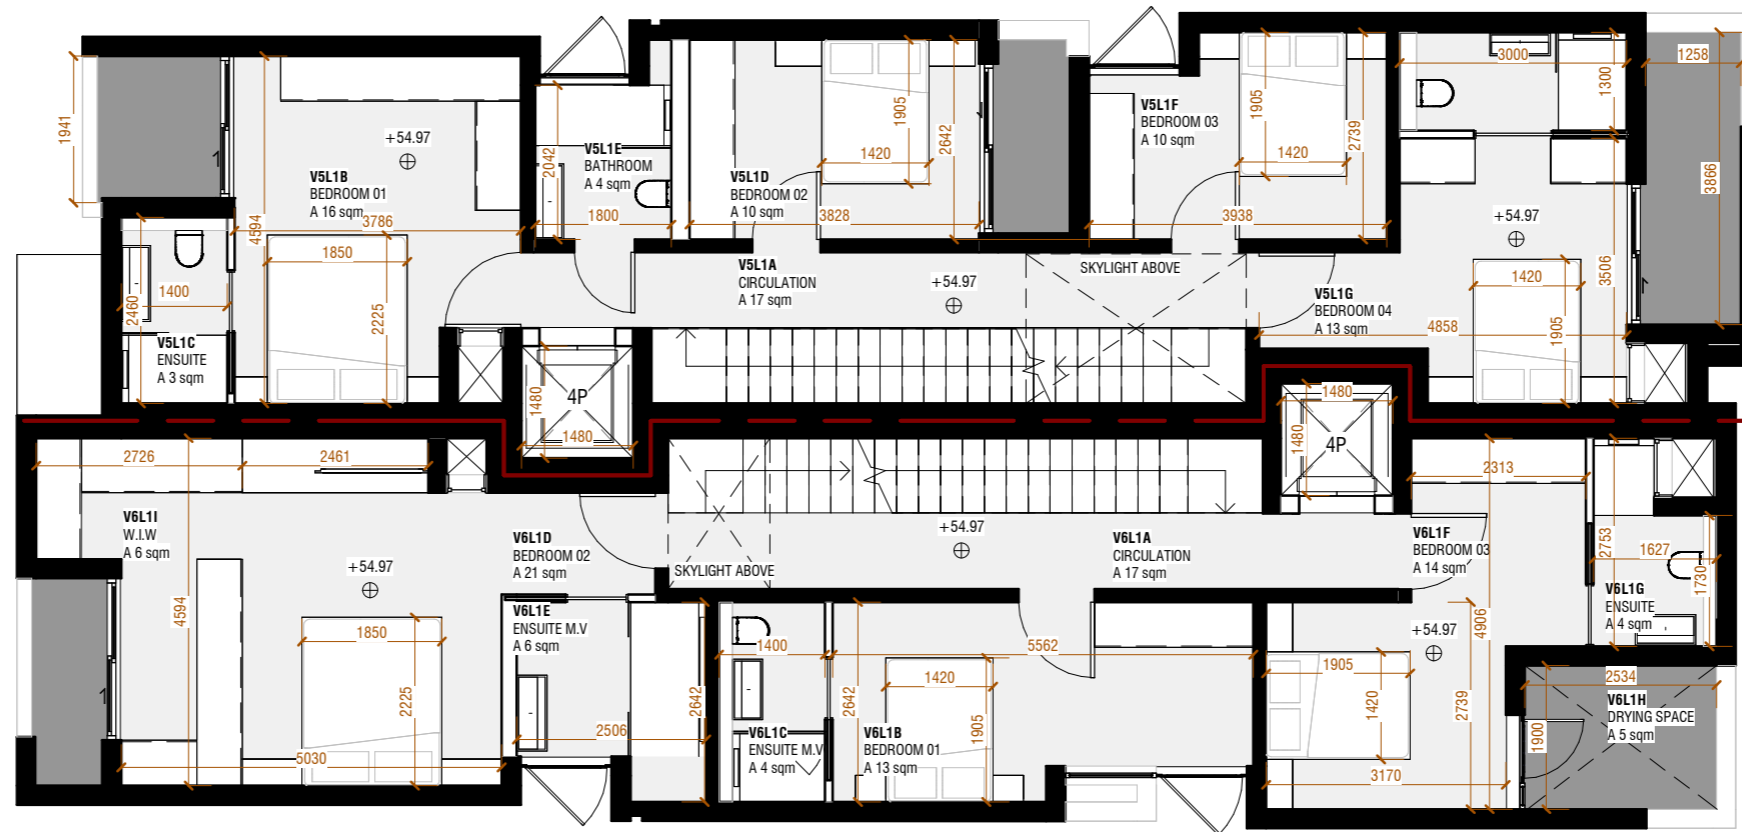 1941
4594
+54.97
V5L1B
BEDROOM 01
A 16 sqm
3786
1850
2225
1400
2460
V5L1C
ENSUITE
A 3 sqm
2042
V5L1E
BATHROOM
A 4 sqm
1800
V5L1D
BEDROOM 02
A 10 sqm
3828
1905
1420
2642
V5L1A
CIRCULATION
A 17 sqm
+54.97
SKYLIGHT ABOVE
V5L1F
BEDROOM 03
A 10 sqm
1905
1420
2739
3938
3000
1300
1258
3866
+54.97
V5L1G
BEDROOM 04
A 13 sqm
4858
1420
1905
3506
1480
4P
1480
1480
1480
4P
2726
2461
V6L1I
W.I.W
A 6 sqm
4594
+54.97
1850
2225
5030
V6L1D
BEDROOM 02
A 21 sqm
V6L1E
ENSUITE M.V
A 6 sqm
2506
2642
SKYLIGHT ABOVE
+54.97
V6L1A
CIRCULATION
A 17 sqm
1400
5562
2642
V6L1C
ENSUITE M.V
A 4 sqm
V6L1B
BEDROOM 01
A 13 sqm
1420
1905
2313
V6L1F
BEDROOM 03
A 14 sqm
4906
+54.97
1905
1420
2739
3170
2753
1627
1730
V6L1G
ENSUITE
A 4 sqm
2534
V6L1H
DRYING SPACE
A 5 sqm
1900